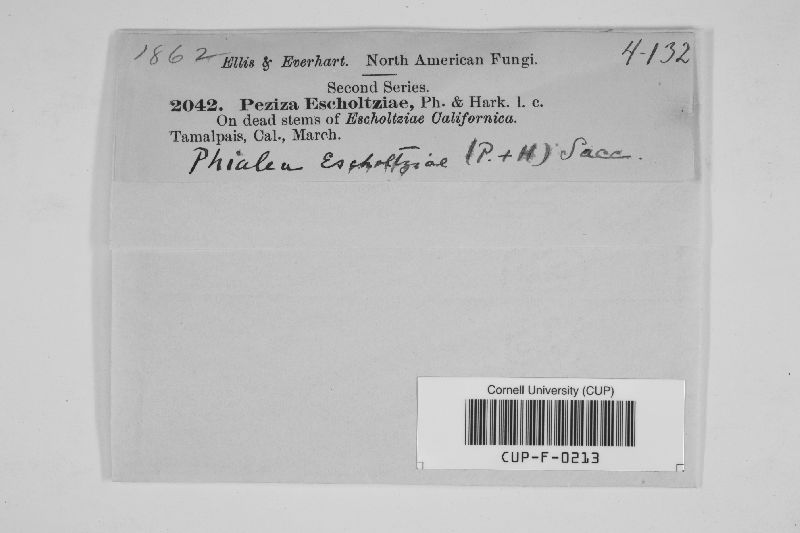 1862 Ellis & Everhart. North American Fungi. 4-132
Second Series.
2042. Peziza Escholtziae, Ph. & Hark. l. c.
On dead stems of Escholtziae Californica.
Tamalpais, Cal., March.
Phialea Escholtziae (P. + H) Sacc.
Cornell University (CUP)
CUP-F-0213